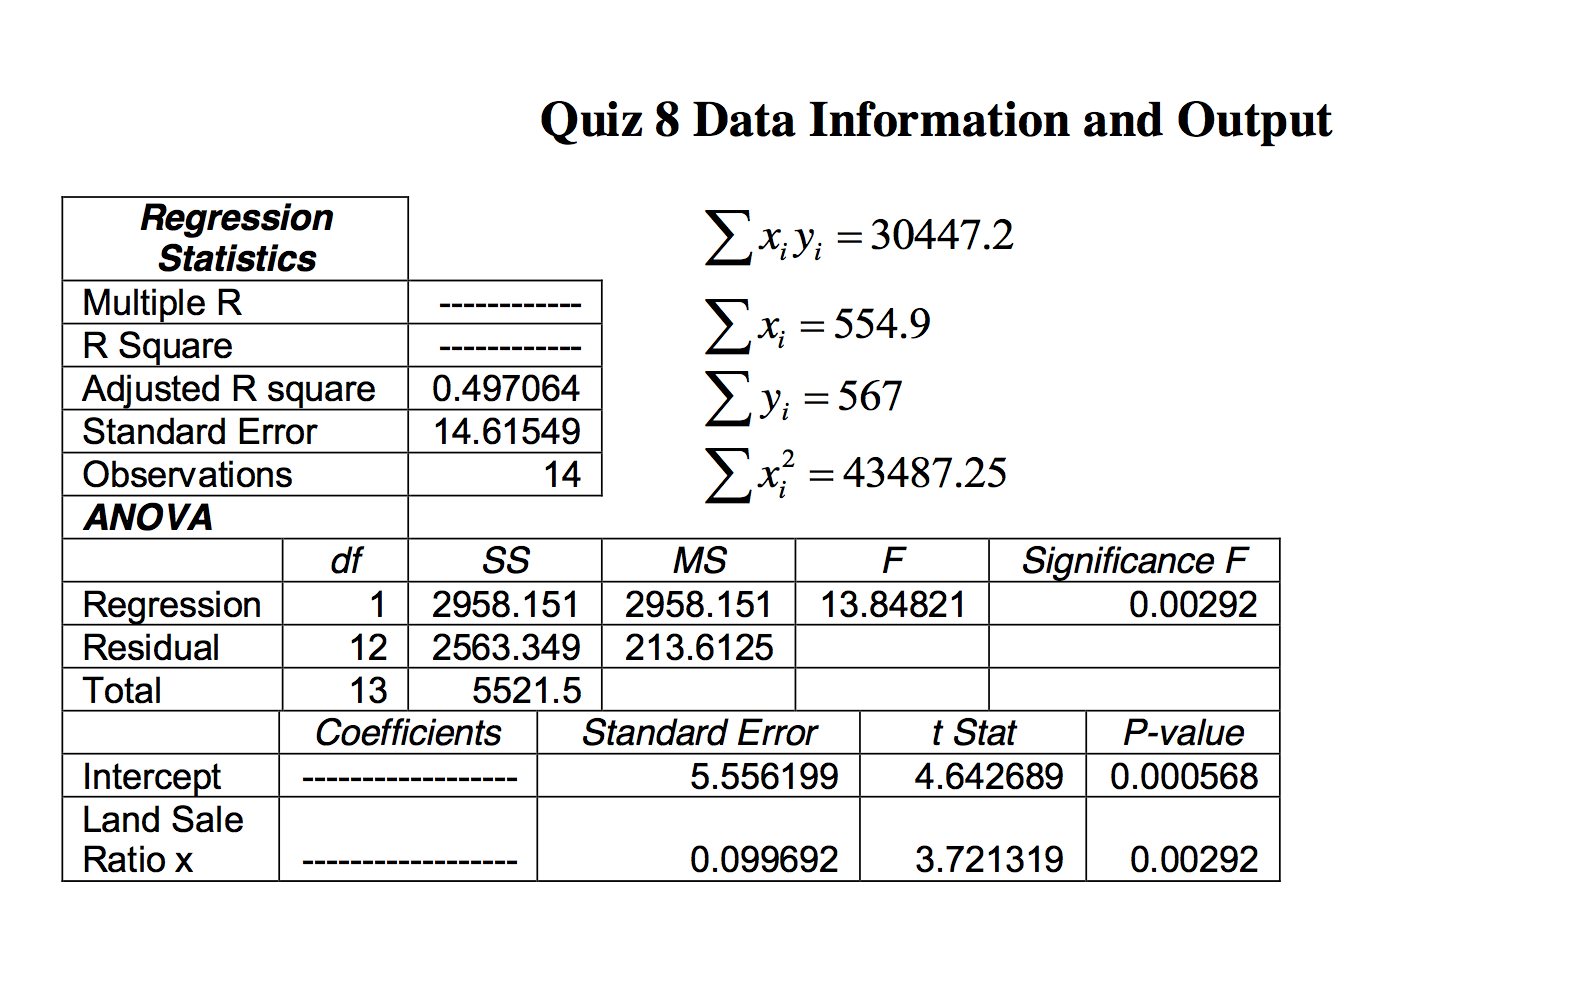 Quiz 8 Data Information and Output
Regression
Statistics
Multiple R ------------
R Square ------------
Adjusted R square 0.497064
Standard Error 14.61549
Observations 14
∑xᵢyᵢ = 30447.2
∑xᵢ = 554.9
∑yᵢ = 567
∑xᵢ² = 43487.25
ANOVA
df SS MS F Significance F
Regression 1 2958.151 2958.151 13.84821 0.00292
Residual 12 2563.349 213.6125
Total 13 5521.5
Coefficients Standard Error t Stat P-value
Intercept ------------------ 5.556199 4.642689 0.000568
Land Sale
Ratio x ------------------ 0.099692 3.721319 0.00292